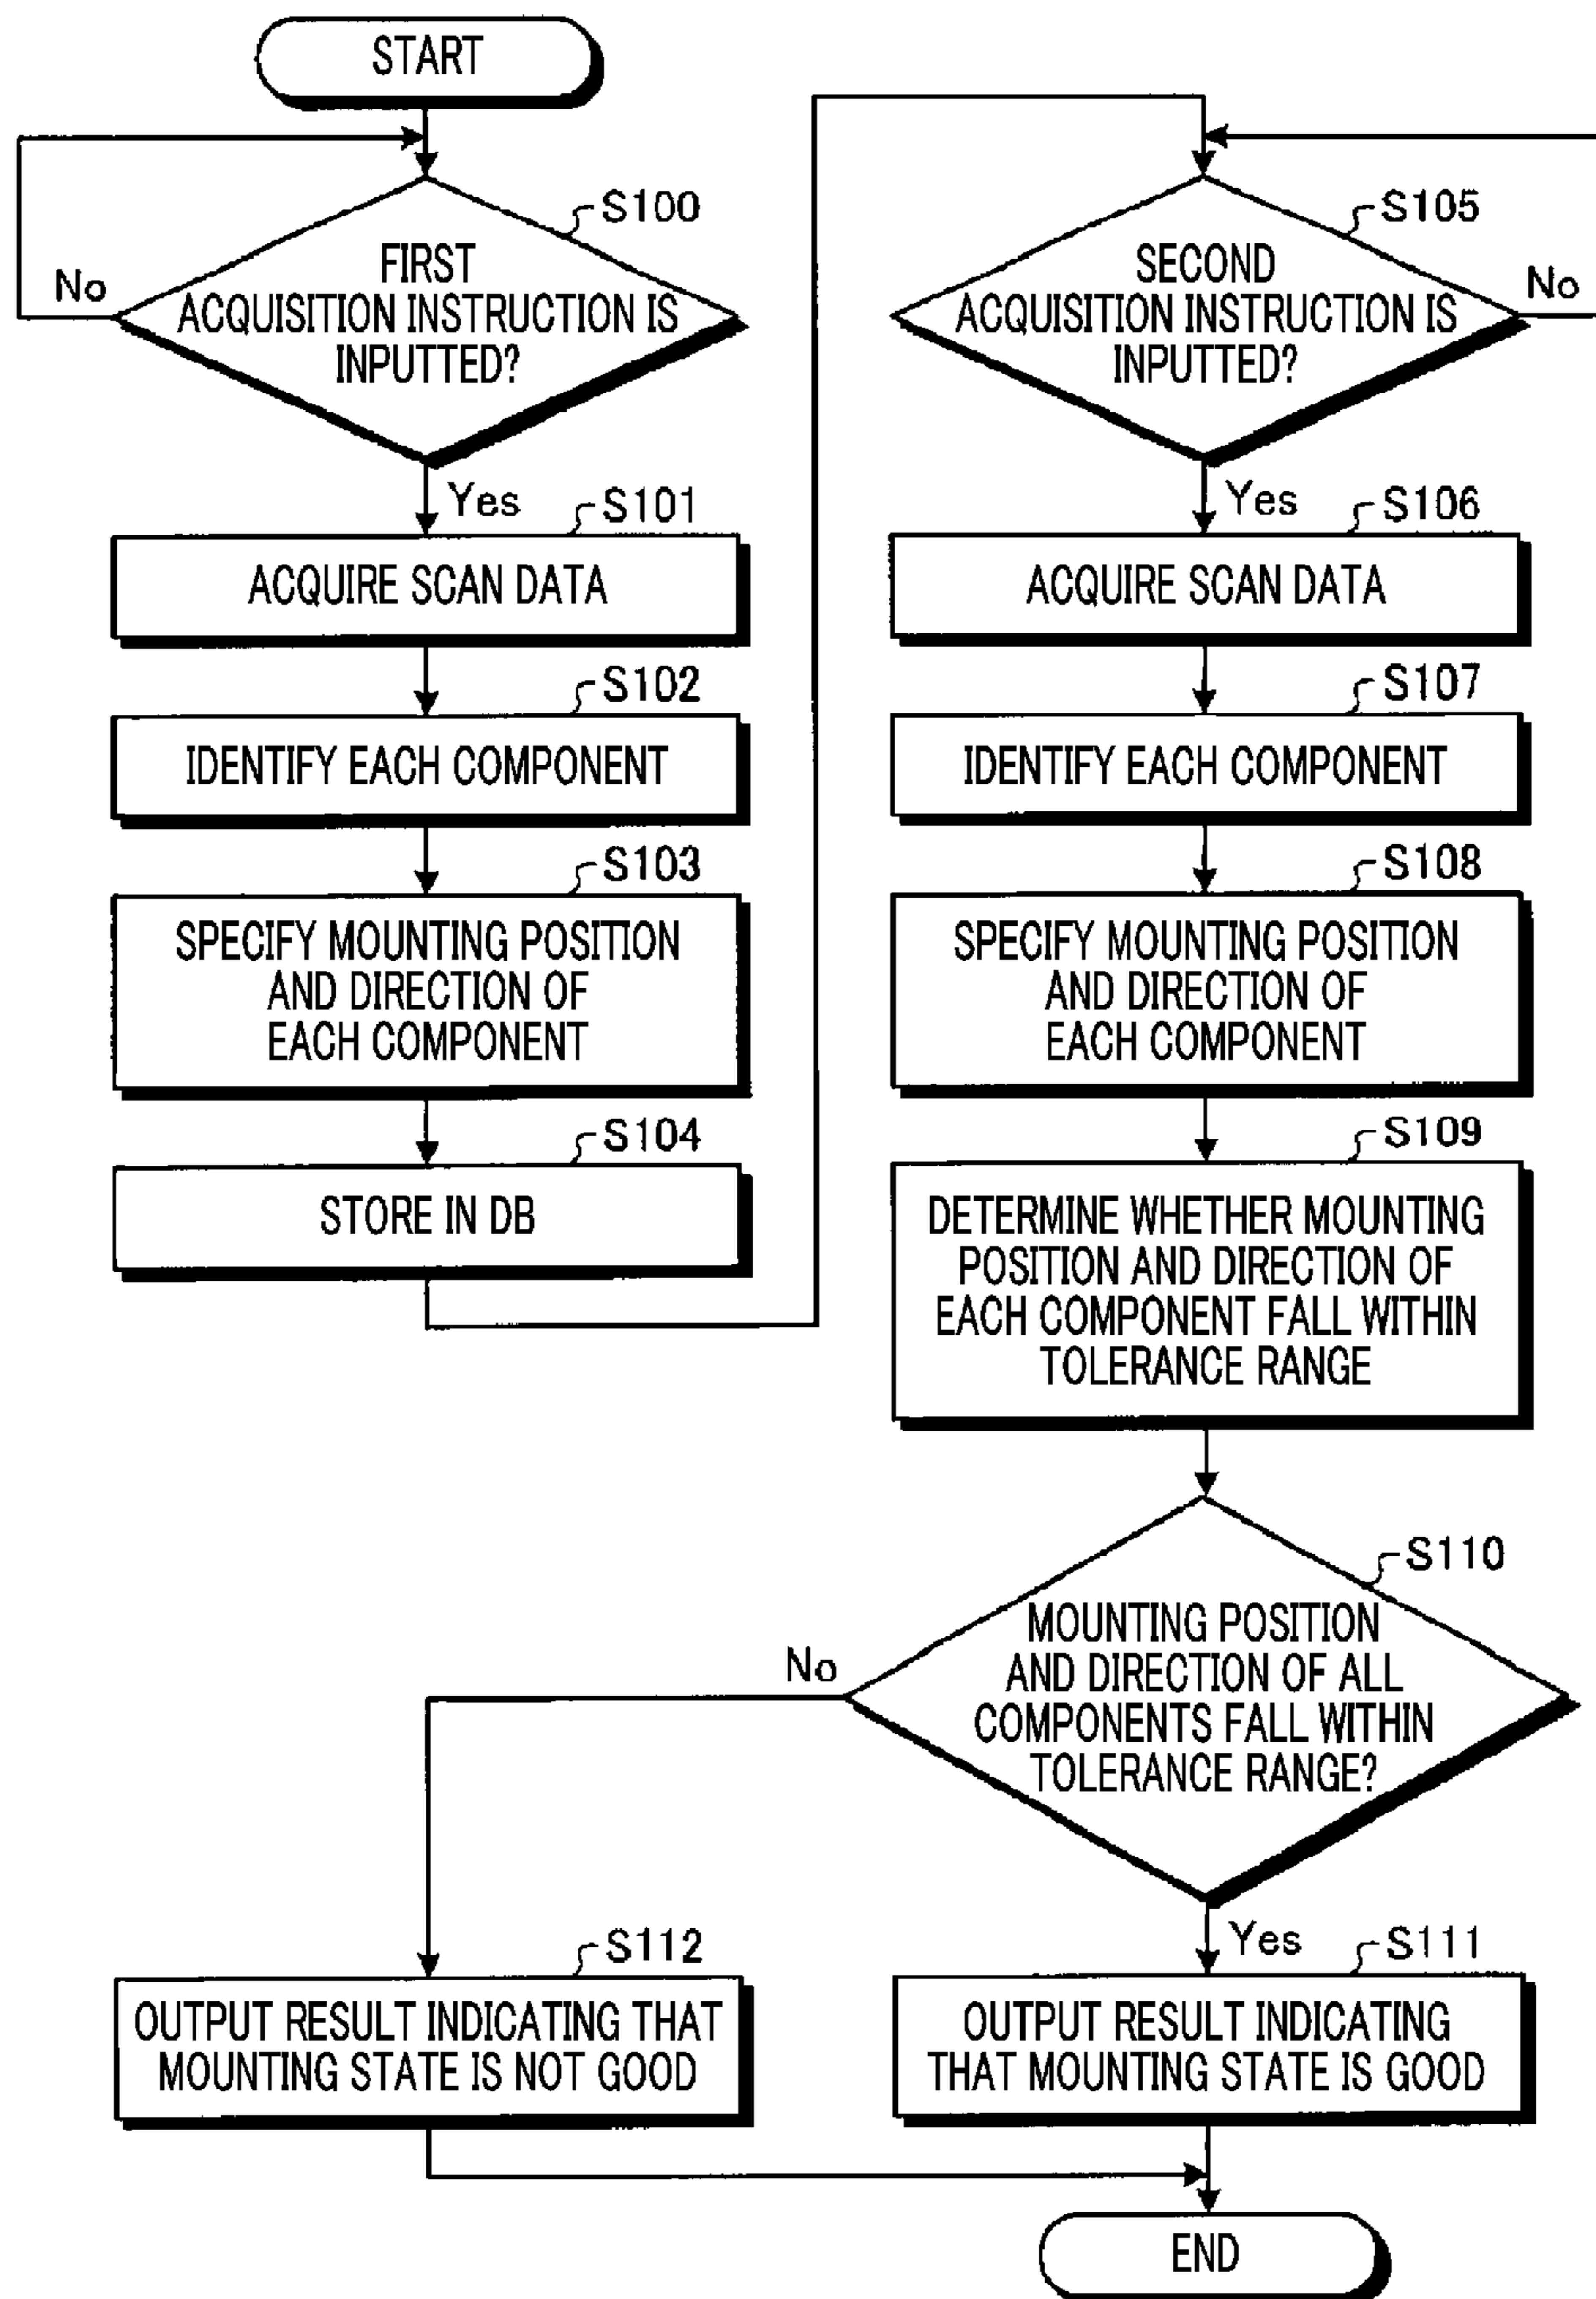 START
S100
FIRST
ACQUISITION INSTRUCTION IS
INPUTTED?
No
Yes
S101
ACQUIRE SCAN DATA
S102
IDENTIFY EACH COMPONENT
S103
SPECIFY MOUNTING POSITION
AND DIRECTION OF
EACH COMPONENT
S104
STORE IN DB
S105
SECOND
ACQUISITION INSTRUCTION IS
INPUTTED?
No
Yes
S106
ACQUIRE SCAN DATA
S107
IDENTIFY EACH COMPONENT
S108
SPECIFY MOUNTING POSITION
AND DIRECTION OF
EACH COMPONENT
S109
DETERMINE WHETHER MOUNTING
POSITION AND DIRECTION OF
EACH COMPONENT FALL WITHIN
TOLERANCE RANGE
S110
MOUNTING POSITION
AND DIRECTION OF ALL
COMPONENTS FALL WITHIN
TOLERANCE RANGE?
No
Yes
S112
OUTPUT RESULT INDICATING THAT
MOUNTING STATE IS NOT GOOD
S111
OUTPUT RESULT INDICATING
THAT MOUNTING STATE IS GOOD
END